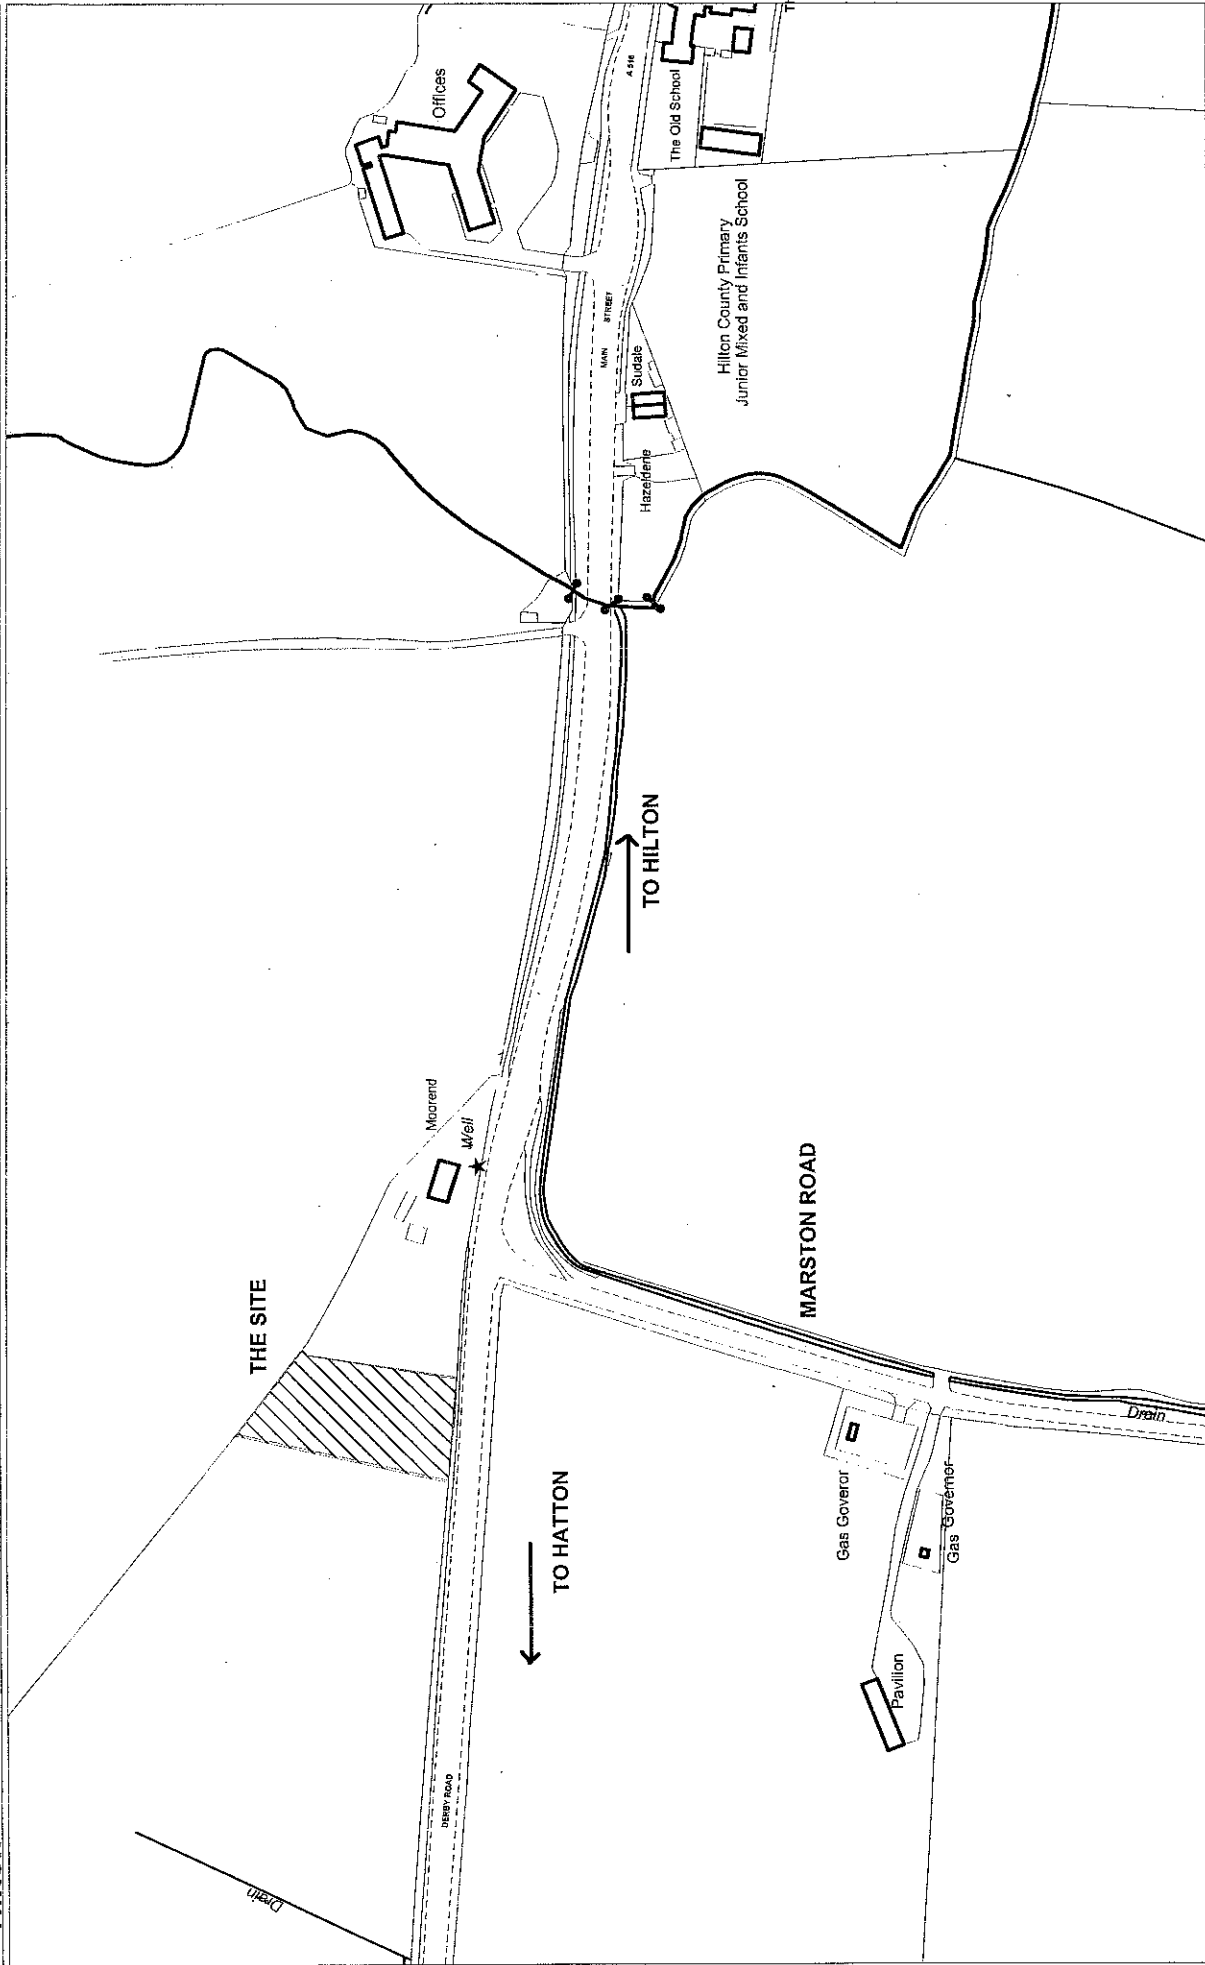 Offices
A 516
The Old School
Hilton County Primary
Junior Mixed and Infants School
MAIN STREET
Sudale
Hazeldene
TO HILTON
Moorend
Well
THE SITE
MARSTON ROAD
Drain
TO HATTON
Gas Goveror
Gas Governor
Pavilion
DERBY ROAD
Drain